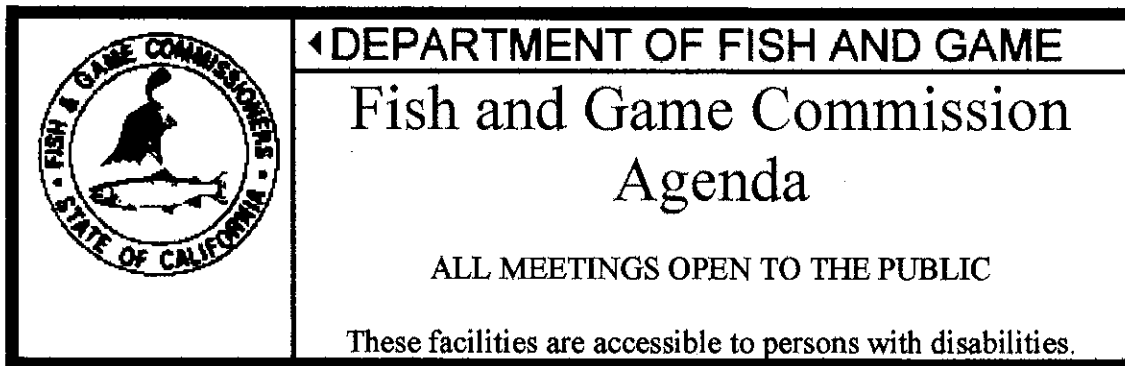 FISH & GAME COMMISSIONERS
STATE OF CALIFORNIA
DEPARTMENT OF FISH AND GAME
Fish and Game Commission
Agenda
ALL MEETINGS OPEN TO THE PUBLIC
These facilities are accessible to persons with disabilities.